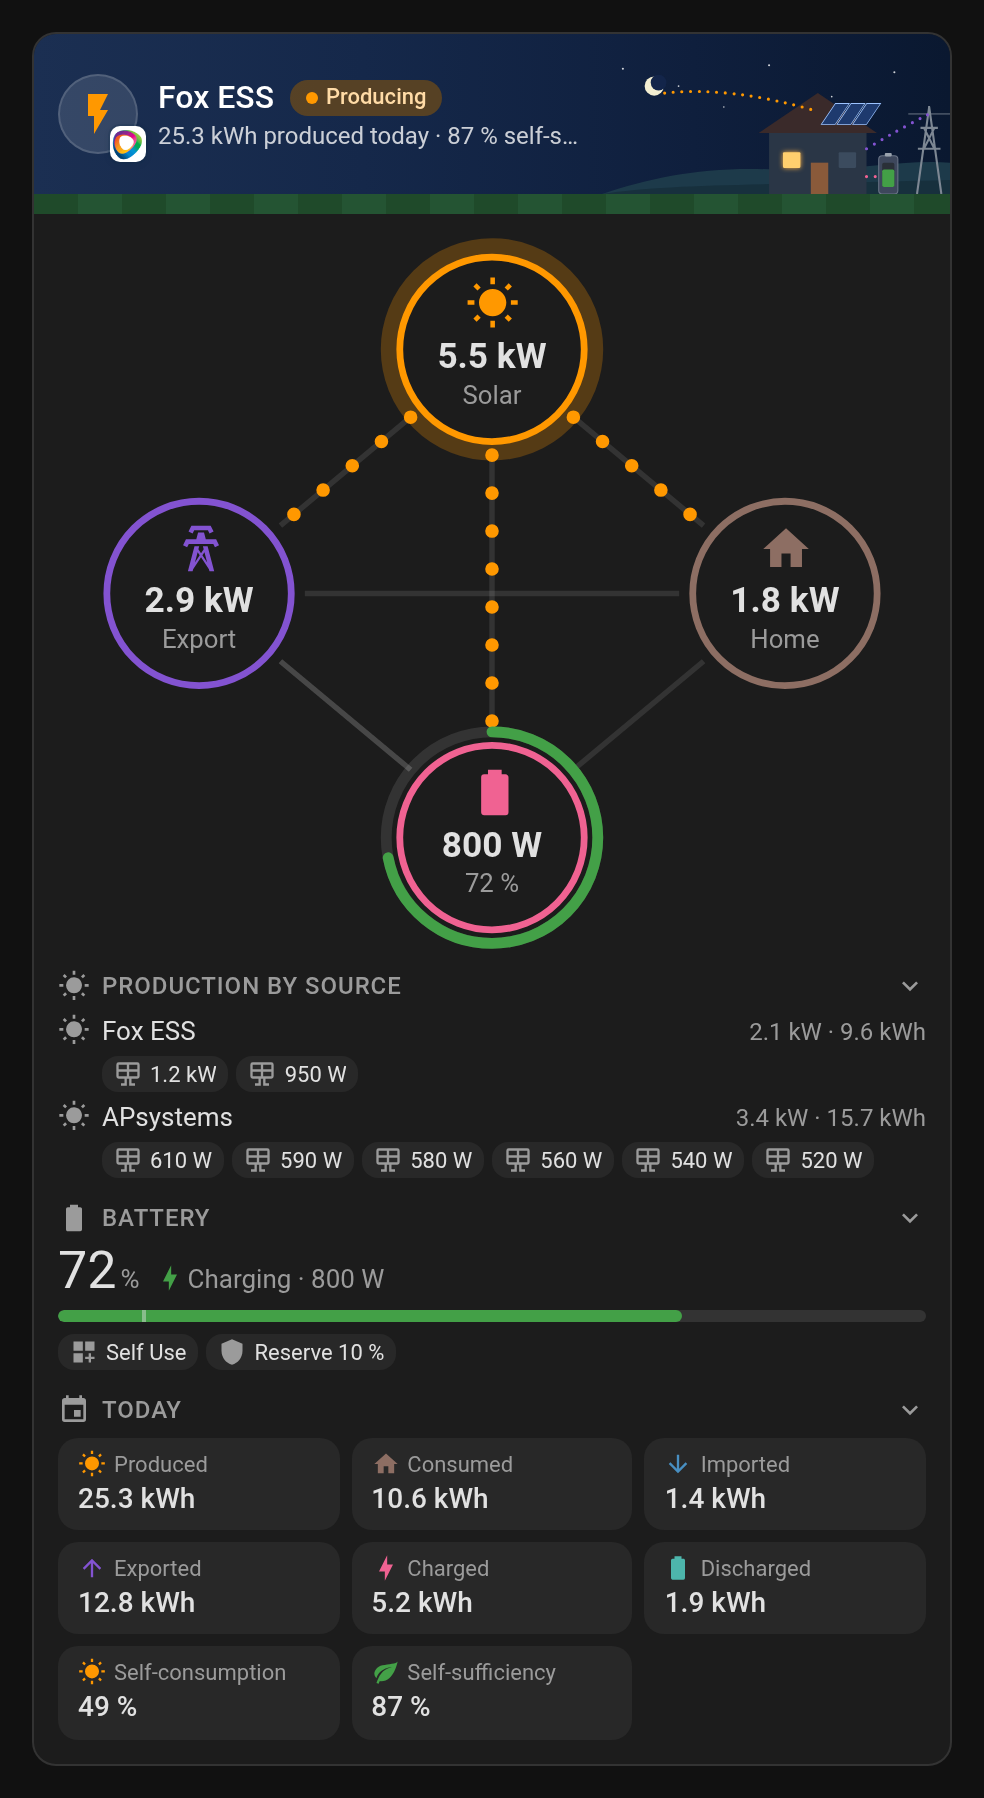 Fox ESS
Producing
25.3 kWh produced today · 87 % self-s...
5.5 kW
Solar
2.9 kW
Export
1.8 kW
Home
800 W
72 %
PRODUCTION BY SOURCE
Fox ESS
2.1 kW · 9.6 kWh
1.2 kW
950 W
APsystems
3.4 kW · 15.7 kWh
610 W
590 W
580 W
560 W
540 W
520 W
BATTERY
72 %
Charging · 800 W
Self Use
Reserve 10 %
TODAY
Produced
25.3 kWh
Consumed
10.6 kWh
Imported
1.4 kWh
Exported
12.8 kWh
Charged
5.2 kWh
Discharged
1.9 kWh
Self-consumption
49 %
Self-sufficiency
87 %